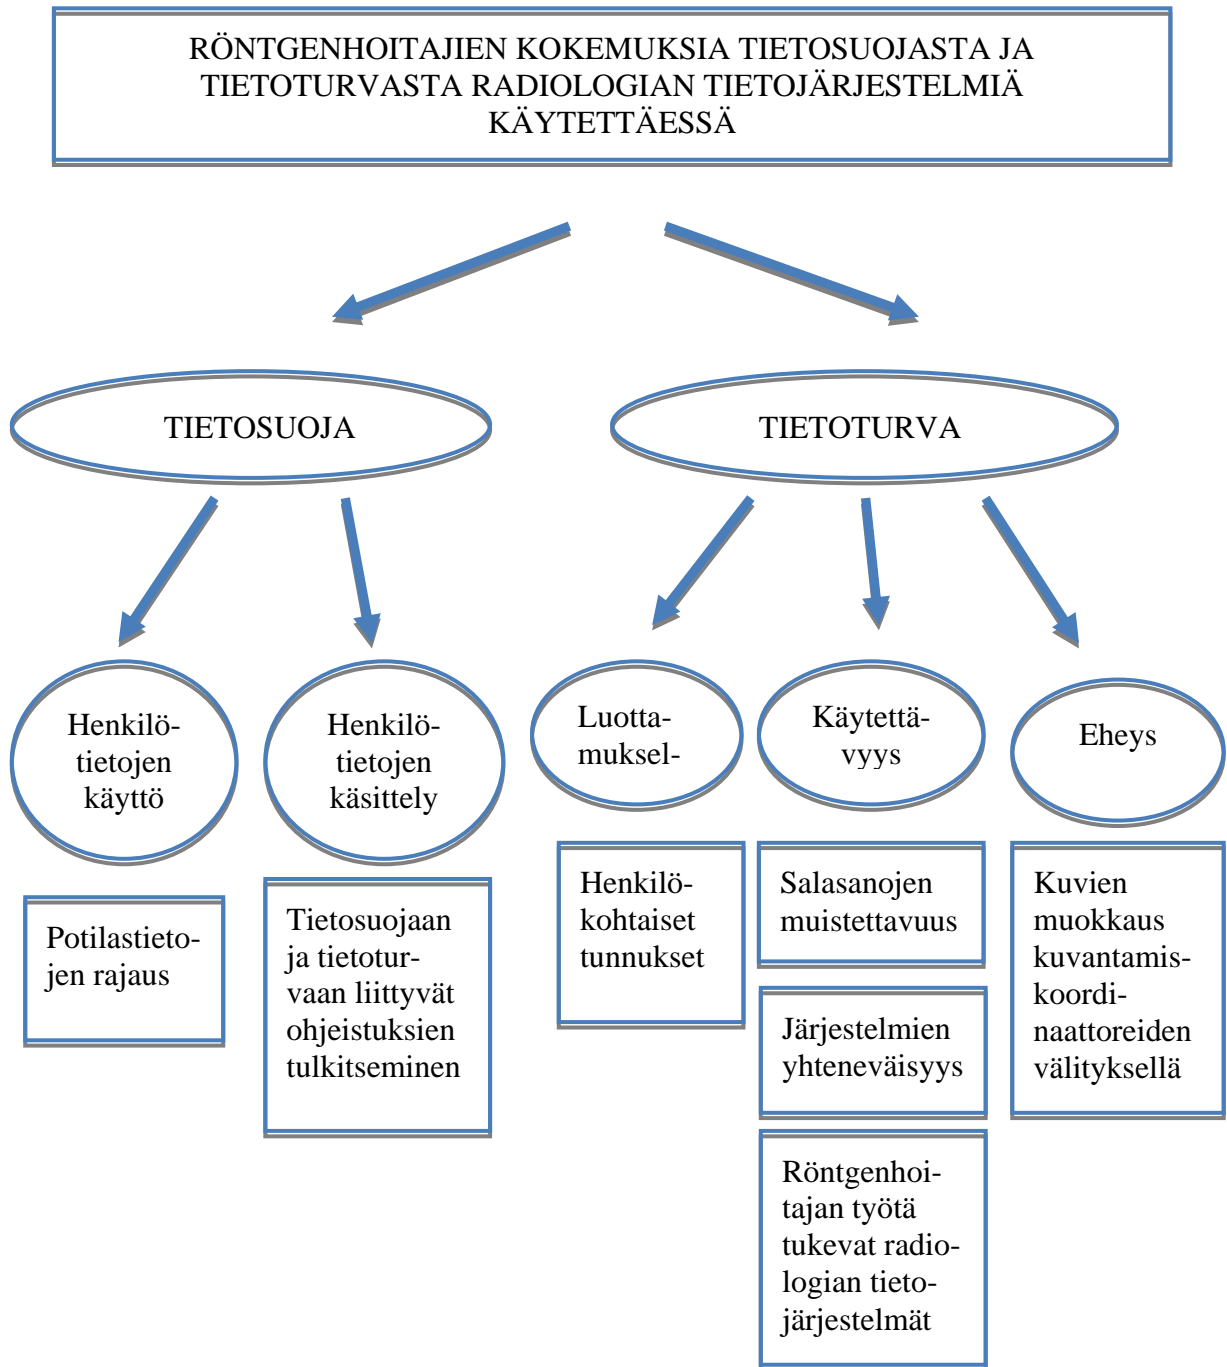 RÖNTGENHOITAJIEN KOKEMUKSIA TIETOSUOJASTA JA
TIETOTURVASTA RADIOLOGIAN TIETOJÄRJESTELMIÄ
KÄYTETTÄESSÄ
TIETOSUOJA
TIETOTURVA
Henkilö-
tietojen
käyttö
Henkilö-
tietojen
käsittely
Luotta-
muksel-
Käytettä-
vyys
Eheys
Potilastieto-
jen rajaus
Tietosuojaan
ja tietotur-
vaan liittyvät
ohjeistuksien
tulkitseminen
Henkilö-
kohtaiset
tunnukset
Salasanojen
muistettavuus
Järjestelmien
yhteneväisyys
Röntgenhoi-
tajan työtä
tukevat radio-
logian tieto-
järjestelmät
Kuvien
muokkaus
kuvantamis-
koordi-
naattoreiden
välityksellä